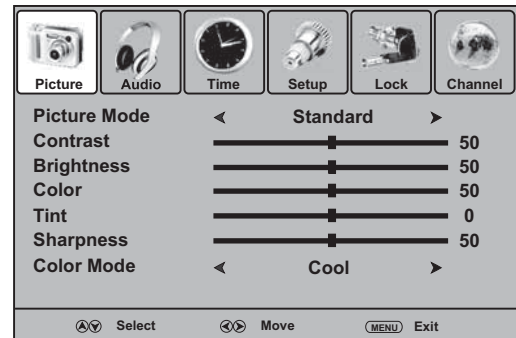 Picture Audio Time Setup Lock Channel
Picture Mode Standard
Contrast 50
Brightness 50
Color 50
Tint 0
Sharpness 50
Color Mode Cool
Select Move MENU Exit